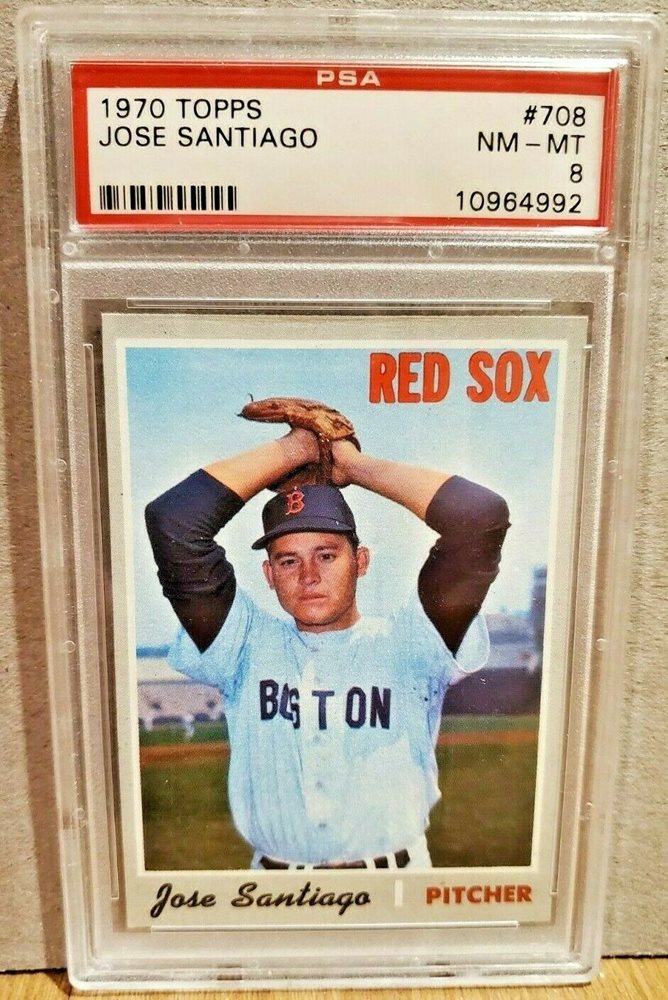 PSA
1970 TOPPS #708
JOSE SANTIAGO NM - MT
8
10964992
RED SOX
B
BOSTON
Jose Santiago PITCHER